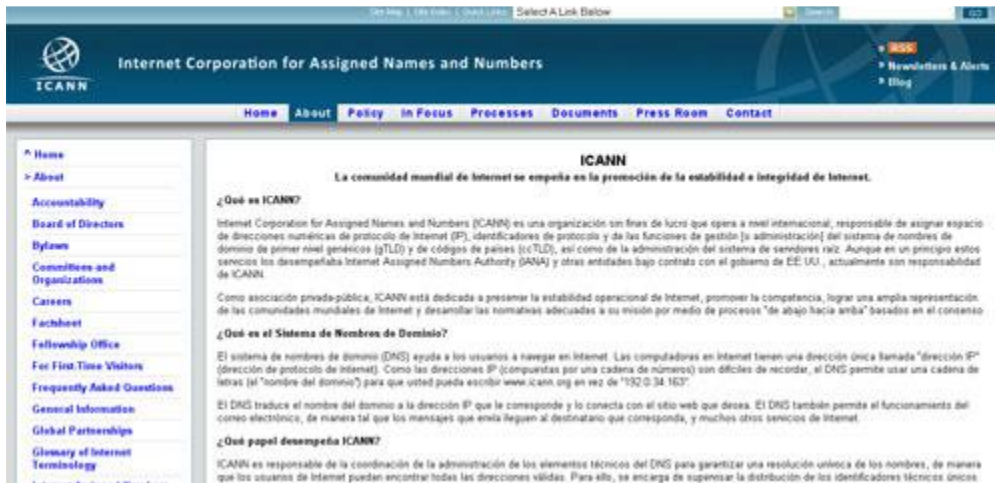 Site Map | Site Index | Quick Links Select A Link Below Search GO
ICANN
Internet Corporation for Assigned Names and Numbers
RSS
Newsletters & Alerts
Blog
Home About Policy In Focus Processes Documents Press Room Contact
^ Home
> About
Accountability
Board of Directors
Bylaws
Committees and
Organizations
Careers
Factsheet
Fellowship Office
For First Time Visitors
Frequently Asked Questions
General Information
Global Partnerships
Glossary of Internet
Terminology
ICANN
La comunidad mundial de Internet se empeña en la promoción de la estabilidad e integridad de Internet.
¿Qué es ICANN?
Internet Corporation for Assigned Names and Numbers (ICANN) es una organización sin fines de lucro que opera a nivel internacional, responsable de asignar espacio
de direcciones numéricas de protocolo de Internet (IP), identificadores de protocolo y de las funciones de gestión [o administración] del sistema de nombres de
dominio de primer nivel genéricos (gTLD) y de códigos de países (ccTLD), así como de la administración del sistema de servidores raíz. Aunque en un principio estos
servicios los desempeñaba Internet Assigned Numbers Authority (IANA) y otras entidades bajo contrato con el gobierno de EE.UU., actualmente son responsabilidad
de ICANN.
Como asociación privada-pública, ICANN está dedicada a preservar la estabilidad operacional de Internet, promover la competencia, lograr una amplia representación
de las comunidades mundiales de Internet y desarrollar las normativas adecuadas a su misión por medio de procesos "de abajo hacia arriba" basados en el consenso
¿Qué es el Sistema de Nombres de Dominio?
El sistema de nombres de dominio (DNS) ayuda a los usuarios a navegar en Internet. Las computadoras en Internet tienen una dirección única llamada "dirección IP"
(dirección de protocolo de Internet). Como las direcciones IP (compuestas por una cadena de números) son difíciles de recordar, el DNS permite usar una cadena de
letras (el "nombre del dominio") para que usted pueda escribir www.icann.org en vez de "192.0.34.163".
El DNS traduce el nombre del dominio a la dirección IP que le corresponde y lo conecta con el sitio web que desea. El DNS también permite el funcionamiento del
correo electrónico, de manera tal que los mensajes que envía lleguen al destinatario que corresponda, y muchos otros servicios de Internet.
¿Qué papel desempeña ICANN?
ICANN es responsable de la coordinación de la administración de los elementos técnicos del DNS para garantizar una resolución unívoca de los nombres, de manera
que los usuarios de Internet puedan encontrar todas las direcciones válidas. Para ello, se encarga de supervisar la distribución de los identificadores técnicos únicos